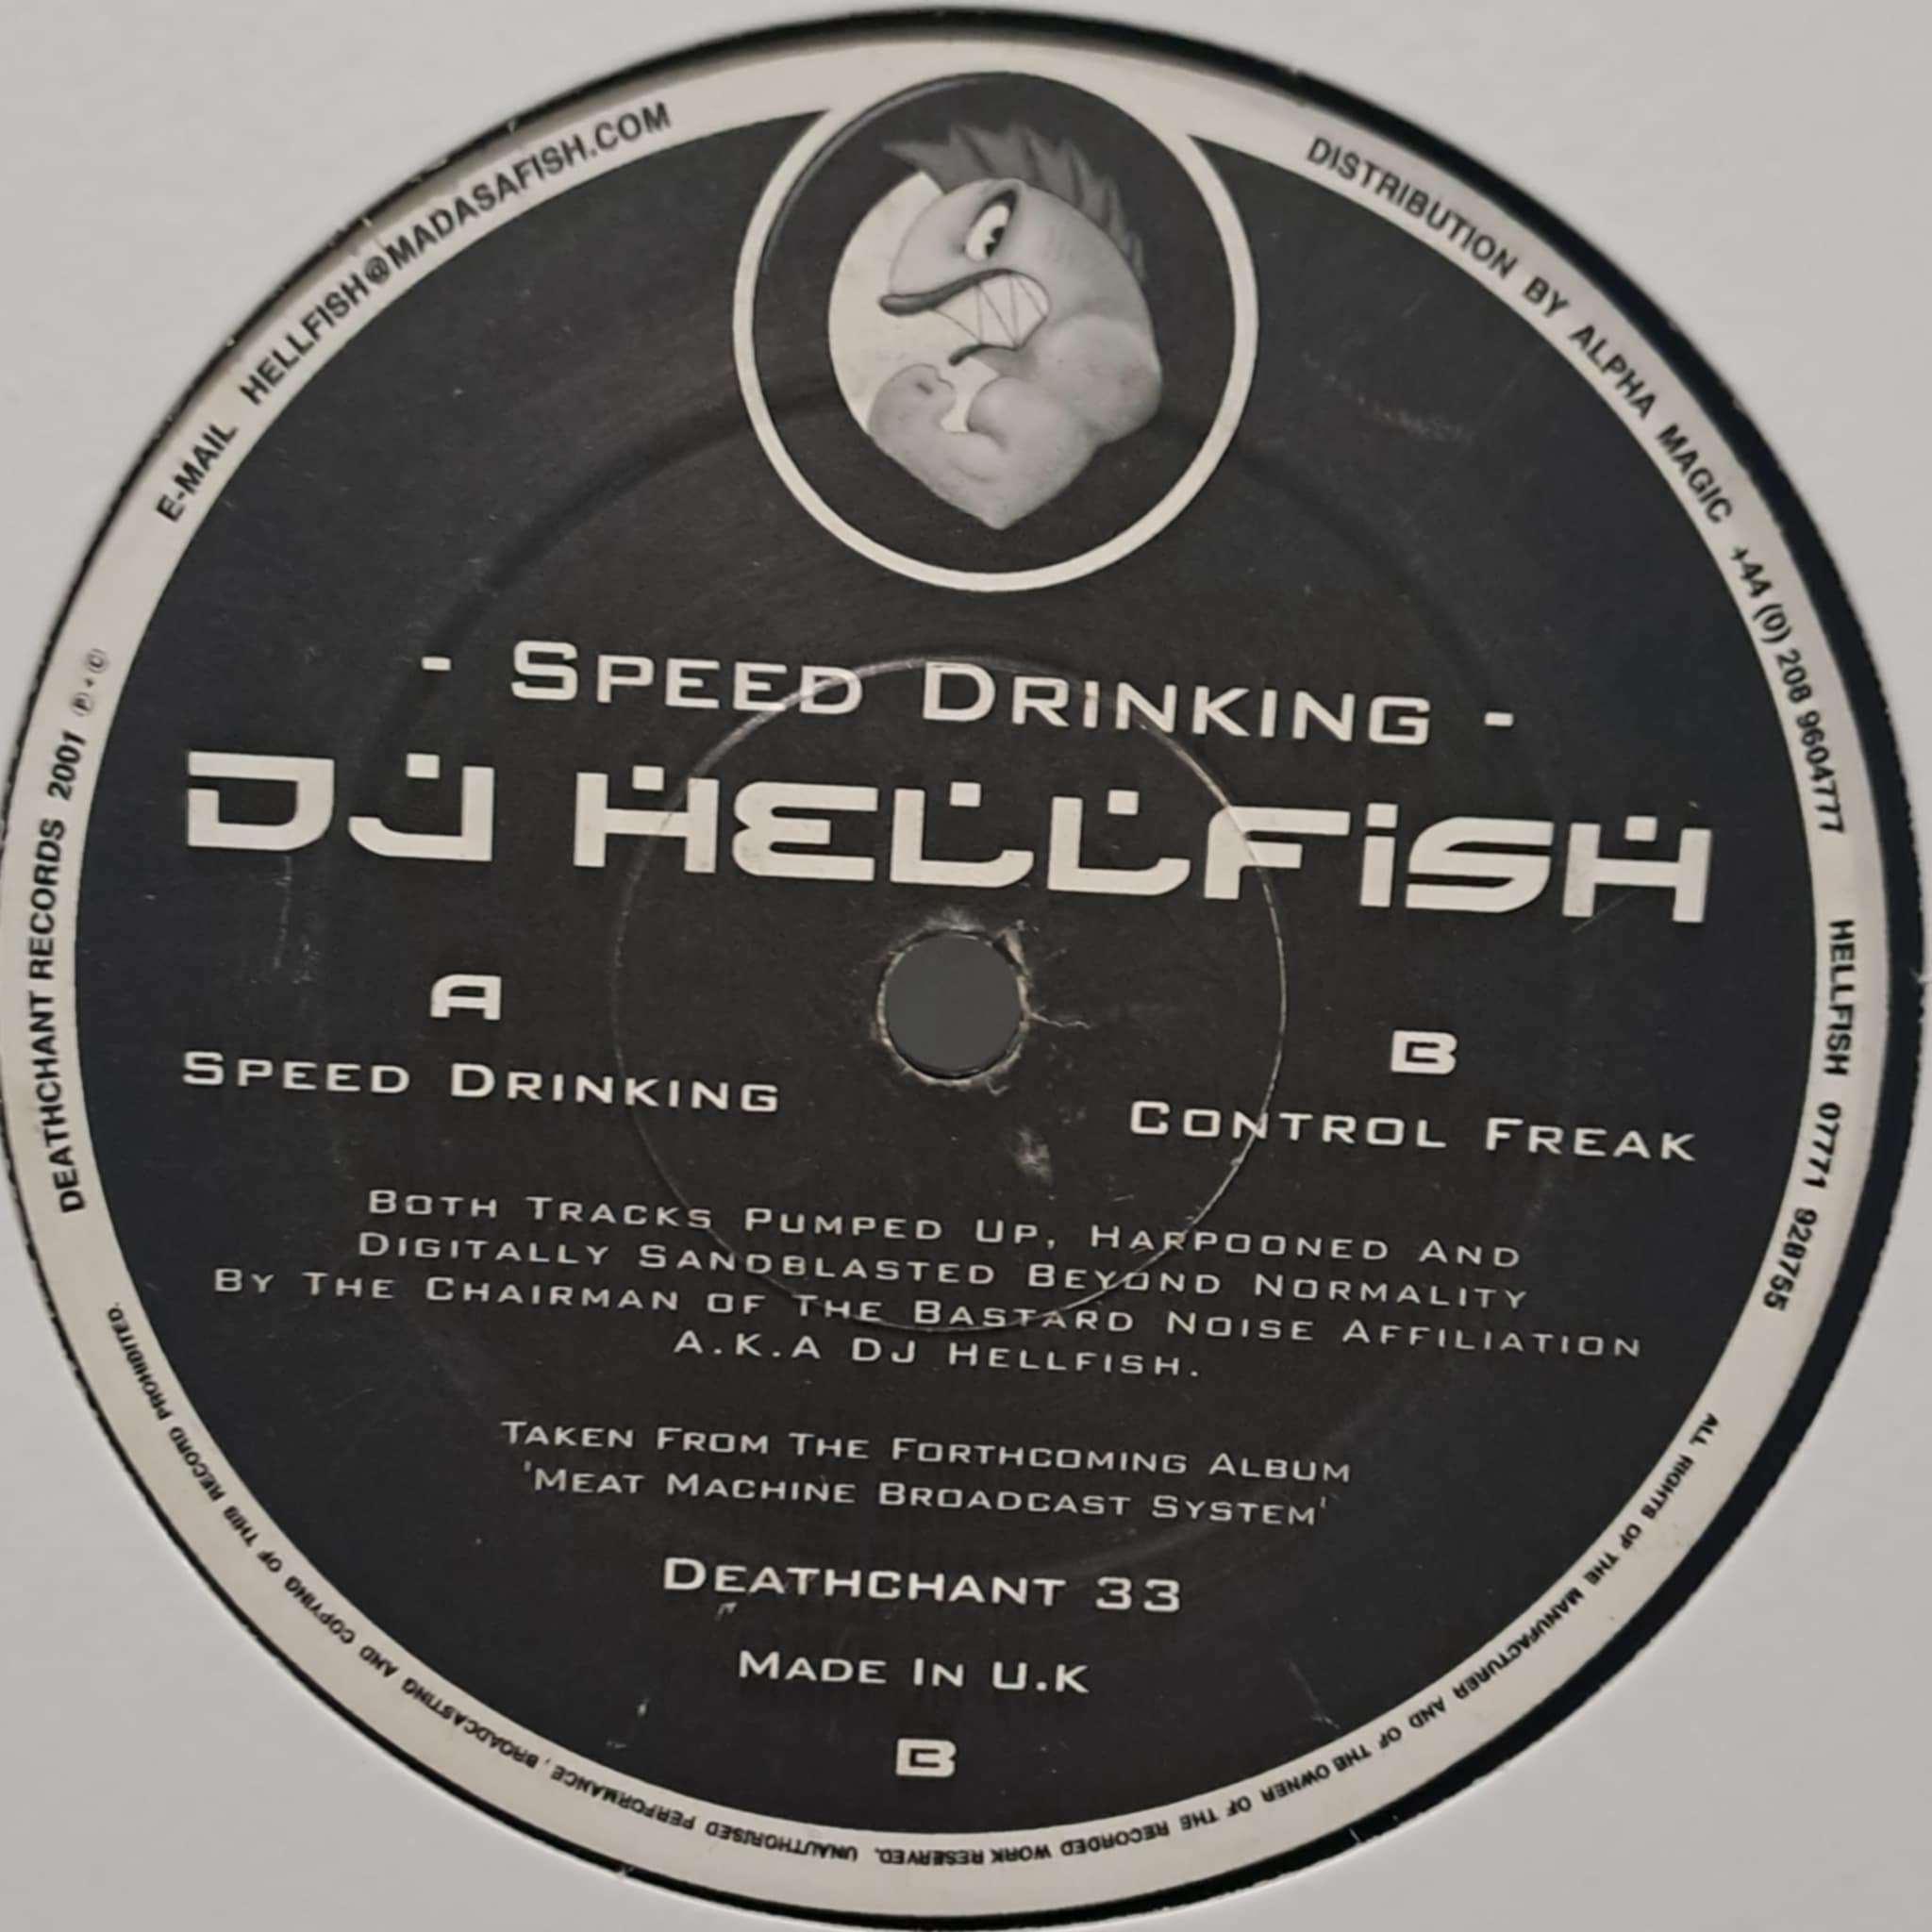 E-MAIL HELLFISH@MADASAFISH.COM
DISTRIBUTION BY ALPHA MAGIC +44 (0) 208 9604777
HELLFISH 07771 928755
DEATHCHANT RECORDS 2001 ℗ · ©
- SPEED DRINKING -
DJ HELLFISH
A
SPEED DRINKING
B
CONTROL FREAK
BOTH TRACKS PUMPED UP, HARPOONED AND
DIGITALLY SANDBLASTED BEYOND NORMALITY
BY THE CHAIRMAN OF THE BASTARD NOISE AFFILIATION
A.K.A DJ HELLFISH.
TAKEN FROM THE FORTHCOMING ALBUM
'MEAT MACHINE BROADCAST SYSTEM'
DEATHCHANT 33
MADE IN U.K
B
ALL RIGHTS OF THE MANUFACTURER AND OF THE OWNER OF THE RECORDED WORK RESERVED. UNAUTHORISED PERFORMANCE, BROADCASTING AND COPYING OF THIS RECORD PROHIBITED.